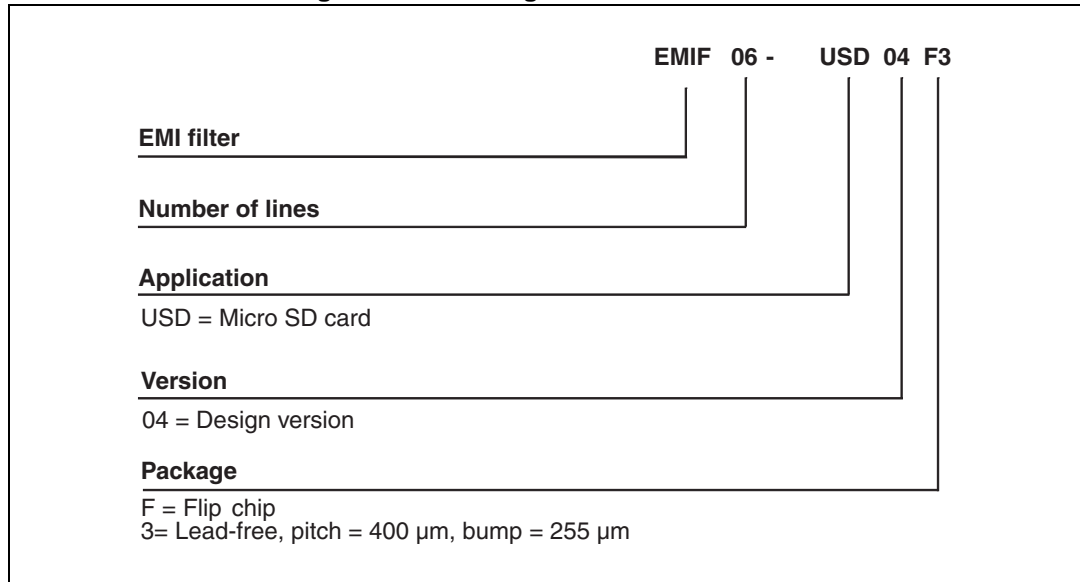 EMIF 06 - USD 04 F3
EMI filter
Number of lines
Application
USD = Micro SD card
Version
04 = Design version
Package
F = Flip chip
3= Lead-free, pitch = 400 µm, bump = 255 µm